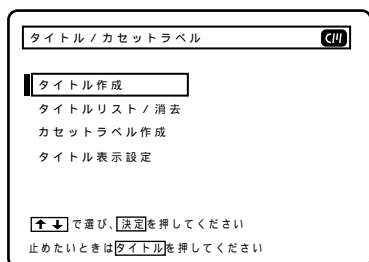 タイトル / カセットラベル CM
タイトル作成
タイトルリスト / 消去
カセットラベル作成
タイトル表示設定
↑↓で選び、決定を押してください
止めたいときはタイトルを押してください